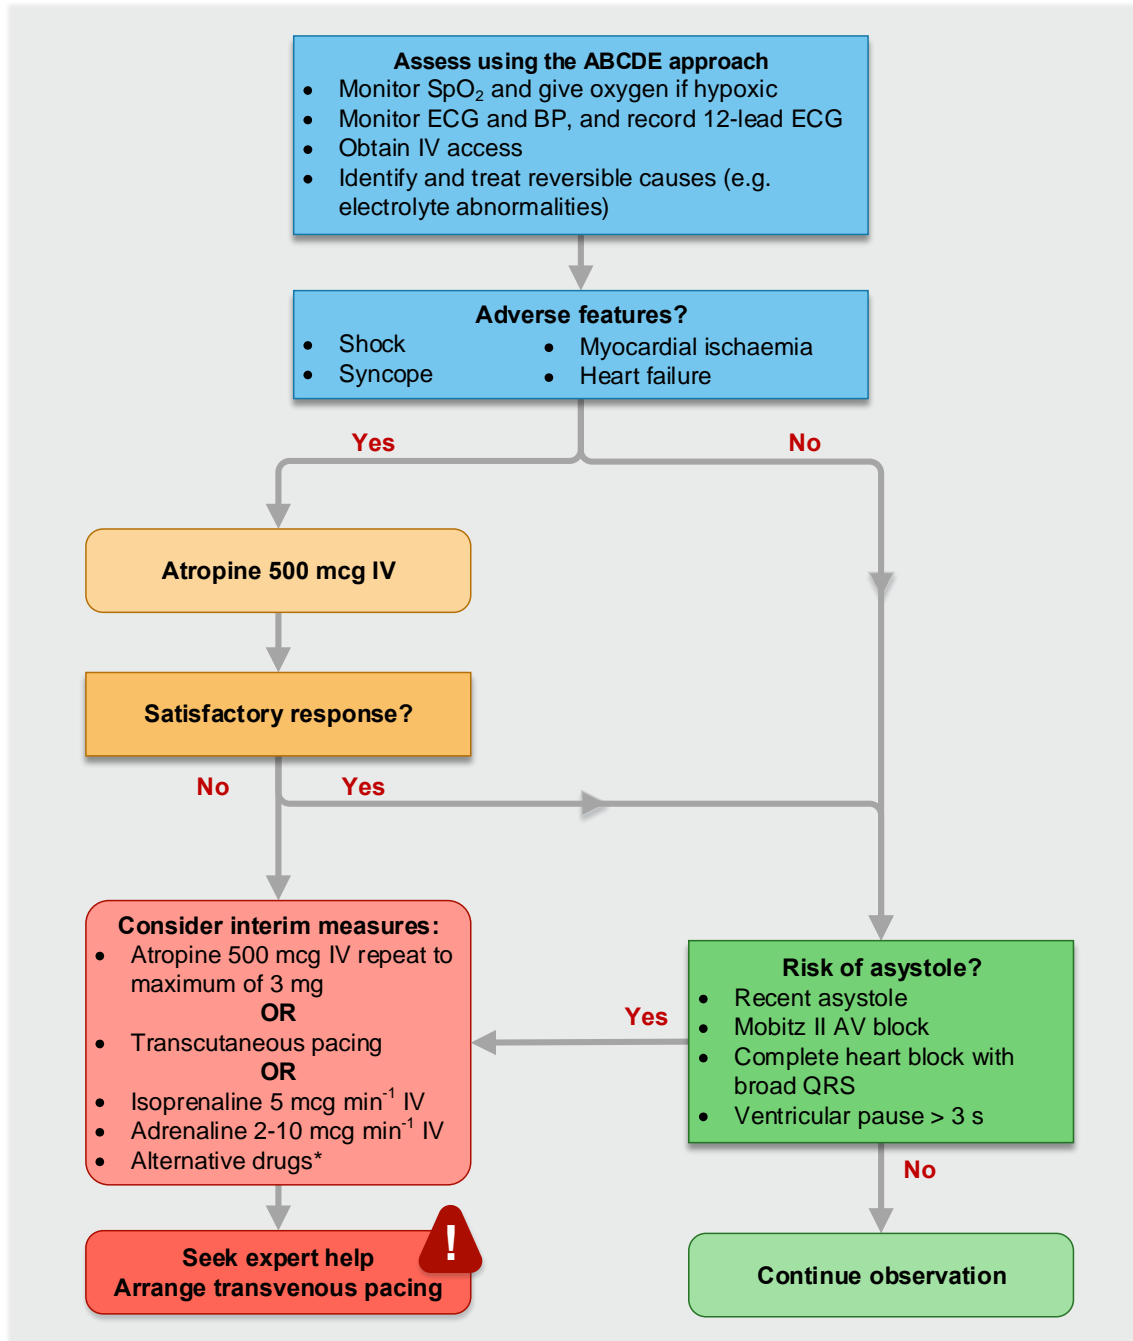 Assess using the ABCDE approach
• Monitor SpO₂ and give oxygen if hypoxic
• Monitor ECG and BP, and record 12-lead ECG
• Obtain IV access
• Identify and treat reversible causes (e.g.
electrolyte abnormalities)
Adverse features?
• Shock
• Syncope
• Myocardial ischaemia
• Heart failure
Yes
No
Atropine 500 mcg IV
Satisfactory response?
No
Yes
Consider interim measures:
• Atropine 500 mcg IV repeat to
maximum of 3 mg
OR
• Transcutaneous pacing
OR
• Isoprenaline 5 mcg min⁻¹ IV
• Adrenaline 2-10 mcg min⁻¹ IV
• Alternative drugs*
Yes
Risk of asystole?
• Recent asystole
• Mobitz II AV block
• Complete heart block with
broad QRS
• Ventricular pause > 3 s
No
!
Seek expert help
Arrange transvenous pacing
Continue observation